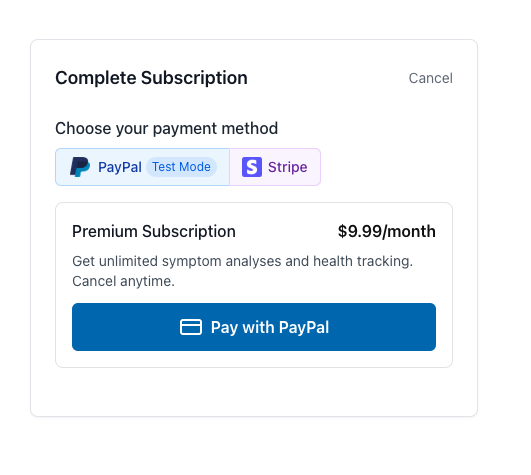 Complete Subscription Cancel
Choose your payment method
PayPal Test Mode Stripe
Premium Subscription $9.99/month
Get unlimited symptom analyses and health tracking.
Cancel anytime.
Pay with PayPal